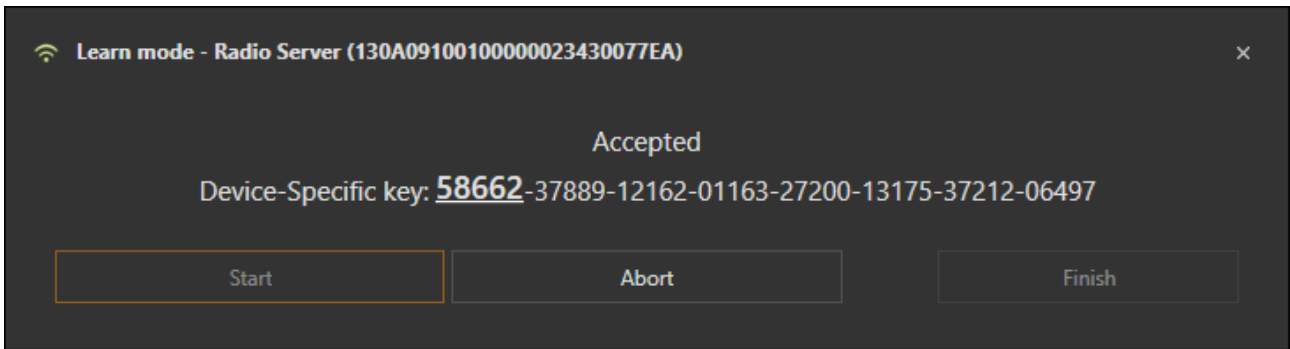 Learn mode - Radio Server (130A09100100000023430077EA)
Accepted
Device-Specific key: 58662-37889-12162-01163-27200-13175-37212-06497
Start Abort Finish